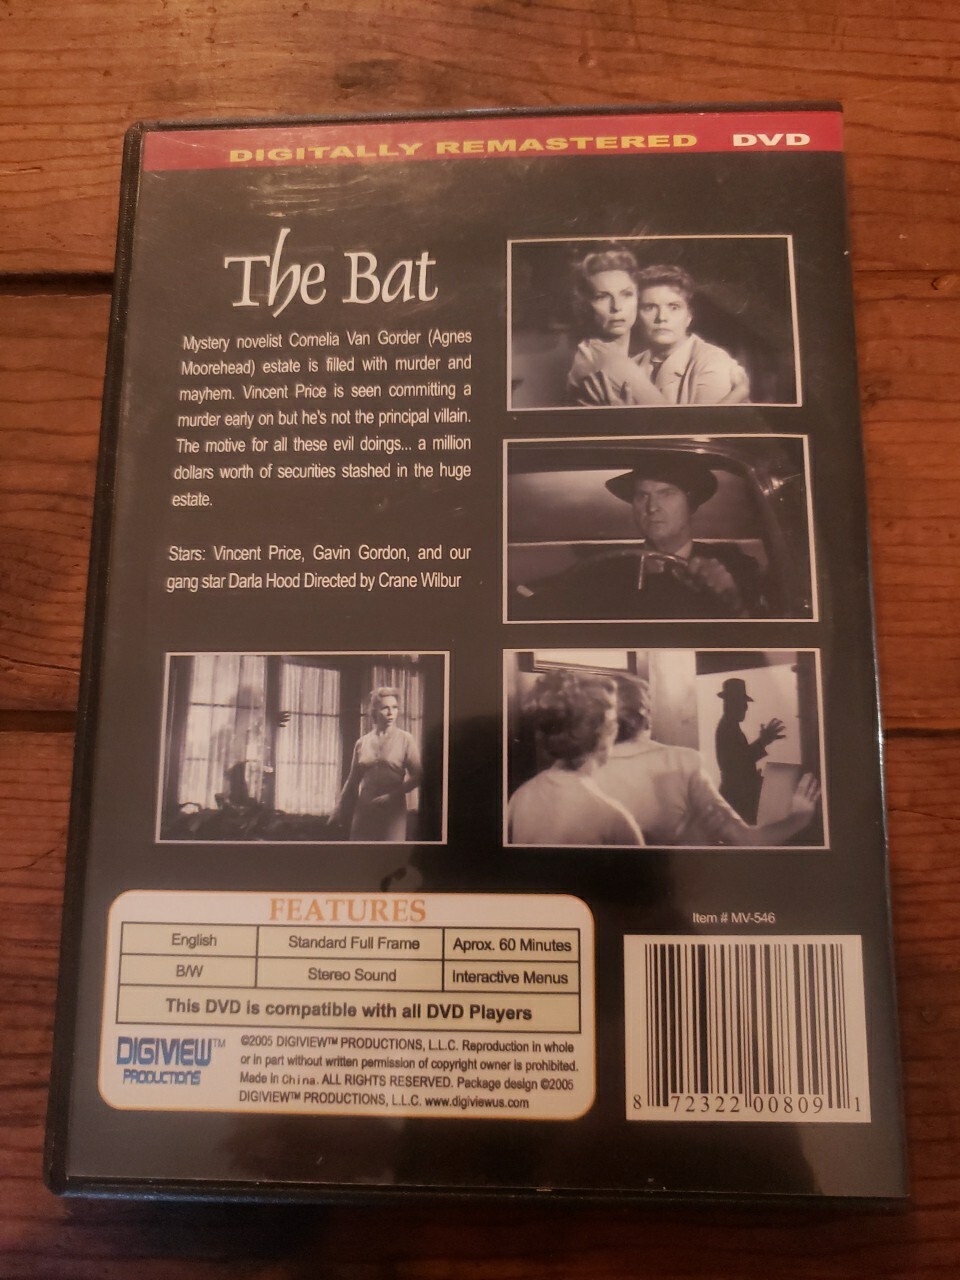 DIGITALLY REMASTERED DVD
The Bat
Mystery novelist Cornelia Van Gorder (Agnes
Moorehead) estate is filled with murder and
mayhem. Vincent Price is seen committing a
murder early on but he's not the principal villain.
The motive for all these evil doings... a million
dollars worth of securities stashed in the huge
estate.
Stars: Vincent Price, Gavin Gordon, and our
gang star Darla Hood Directed by Crane Wilbur
FEATURES
English Standard Full Frame Aprox. 60 Minutes
B/W Stereo Sound Interactive Menus
This DVD is compatible with all DVD Players
DIGIVIEW™
PRODUCTIONS
©2005 DIGIVIEW™ PRODUCTIONS, L.L.C. Reproduction in whole
or in part without written permission of copyright owner is prohibited.
Made in China. ALL RIGHTS RESERVED. Package design ©2005
DIGIVIEW™ PRODUCTIONS, L.L.C. www.digiviewus.com
Item # MV-546
8 72322 00809 1